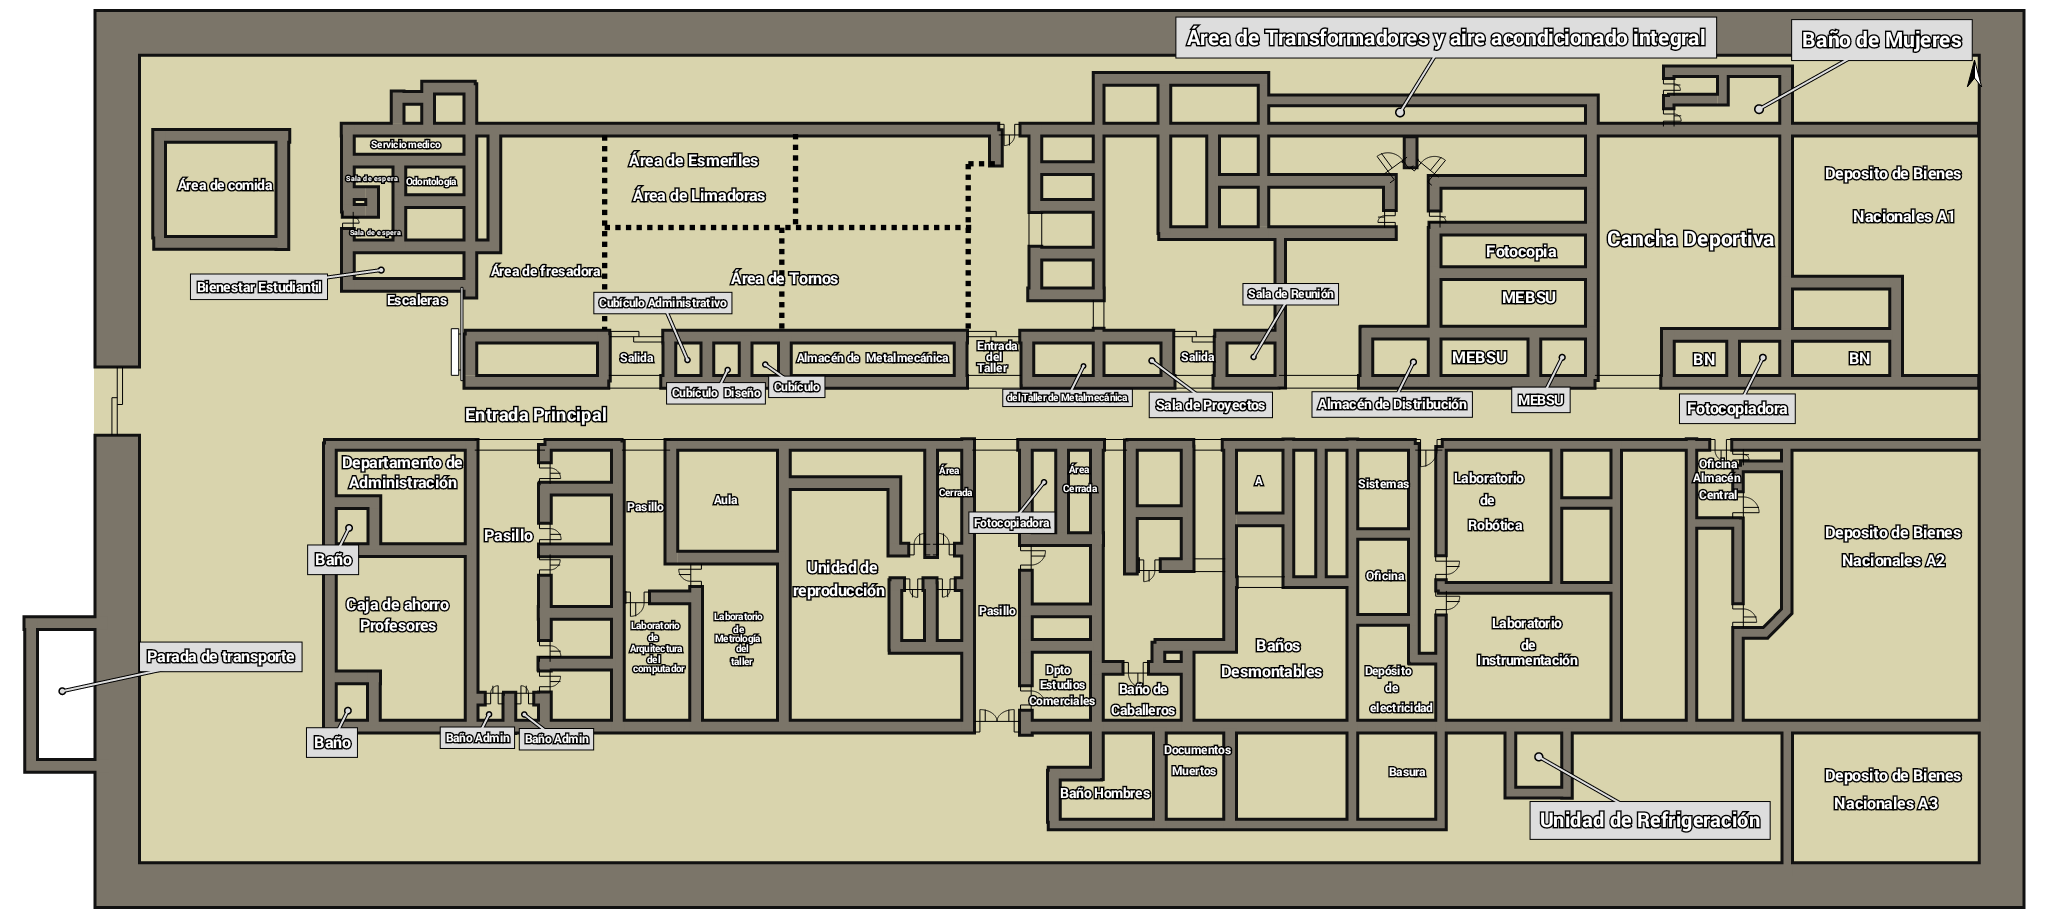 Área de Transformadores y aire acondicionado integral
Baño de Mujeres
Servicio medico
Sala de espera
Odontología
Sala de espera
Área de comida
Bienestar Estudiantil
Escaleras
Área de Esmeriles
Área de Limadoras
Área de fresadora
Área de Tornos
Cubículo Administrativo
Sala de Reunión
Fotocopia
MEBSU
Cancha Deportiva
Deposito de Bienes
Nacionales A1
Salida
Almacén de Metalmecánica
Entrada
del
Taller
Salida
MEBSU
BN
BN
Cubículo Diseño
Cubículo
del Taller de Metalmecánica
Sala de Proyectos
Almacén de Distribución
MEBSU
Fotocopiadora
Entrada Principal
Departamento de
Administración
Baño
Caja de ahorro
Profesores
Baño
Parada de transporte
Pasillo
Baño Admin
Baño Admin
Pasillo
Aula
Laboratorio
de
Arquitectura
del
computador
Laboratorio
de
Metrología
del
taller
Unidad de
reproducción
Área
Cerrada
Fotocopiadora
Pasillo
Área
Cerrada
Dpto
Estudios
Comerciales
Baño de
Caballeros
A
Baños
Desmontables
Sistemas
Oficina
Depósito
de
electricidad
Laboratorio
de
Robótica
Laboratorio
de
Instrumentación
Oficina
Almacén
Central
Deposito de Bienes
Nacionales A2
Baño Hombres
Documentos
Muertos
Basura
Unidad de Refrigeración
Deposito de Bienes
Nacionales A3